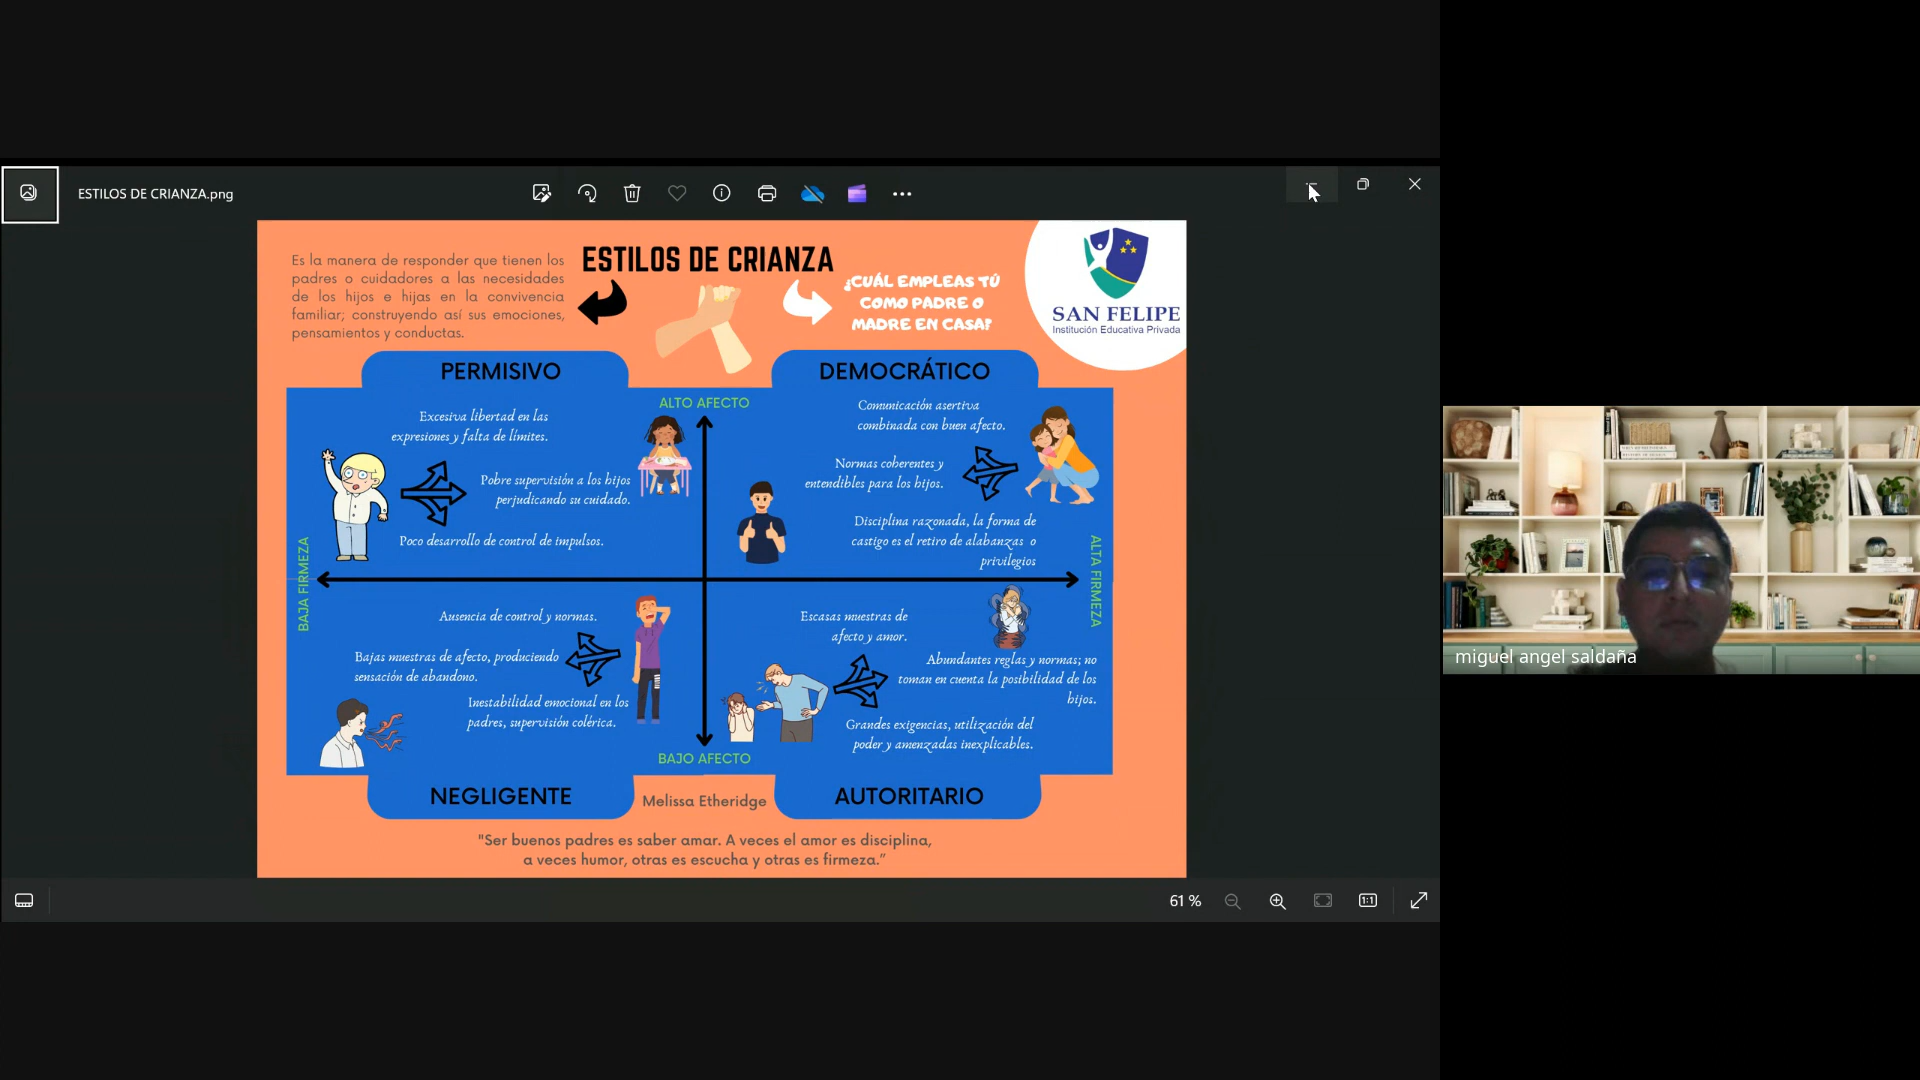 ESTILOS DE CRIANZA.png
ESTILOS DE CRIANZA
Es la manera de responder que tienen los
padres o cuidadores a las necesidades
de los hijos e hijas en la convivencia
familiar; construyendo así sus emociones,
pensamientos y conductas.
¿CUÁL EMPLEAS TÚ
COMO PADRE O
MADRE EN CASA?
SAN FELIPE
Institución Educativa Privada
PERMISIVO
DEMOCRÁTICO
ALTO AFECTO
Excesiva libertad en las
expresiones y falta de límites.
Pobre supervisión a los hijos
perjudicando su cuidado.
Poco desarrollo de control de impulsos.
Comunicación asertiva
combinada con buen afecto.
Normas coherentes y
entendibles para los hijos.
Disciplina razonada, la forma de
castigo es el retiro de alabanzas o
privilegios
BAJA FIRMEZA
ALTA FIRMEZA
Ausencia de control y normas.
Bajas muestras de afecto, produciendo
sensación de abandono.
Inestabilidad emocional en los
padres, supervisión colérica.
Escasas muestras de
afecto y amor.
Abundantes reglas y normas; no
toman en cuenta la posibilidad de los
hijos.
Grandes exigencias, utilización del
poder y amenzadas inexplicables.
BAJO AFECTO
NEGLIGENTE
Melissa Etheridge
AUTORITARIO
"Ser buenos padres es saber amar. A veces el amor es disciplina,
a veces humor, otras es escucha y otras es firmeza.”
61 %
1:1
miguel angel saldaña